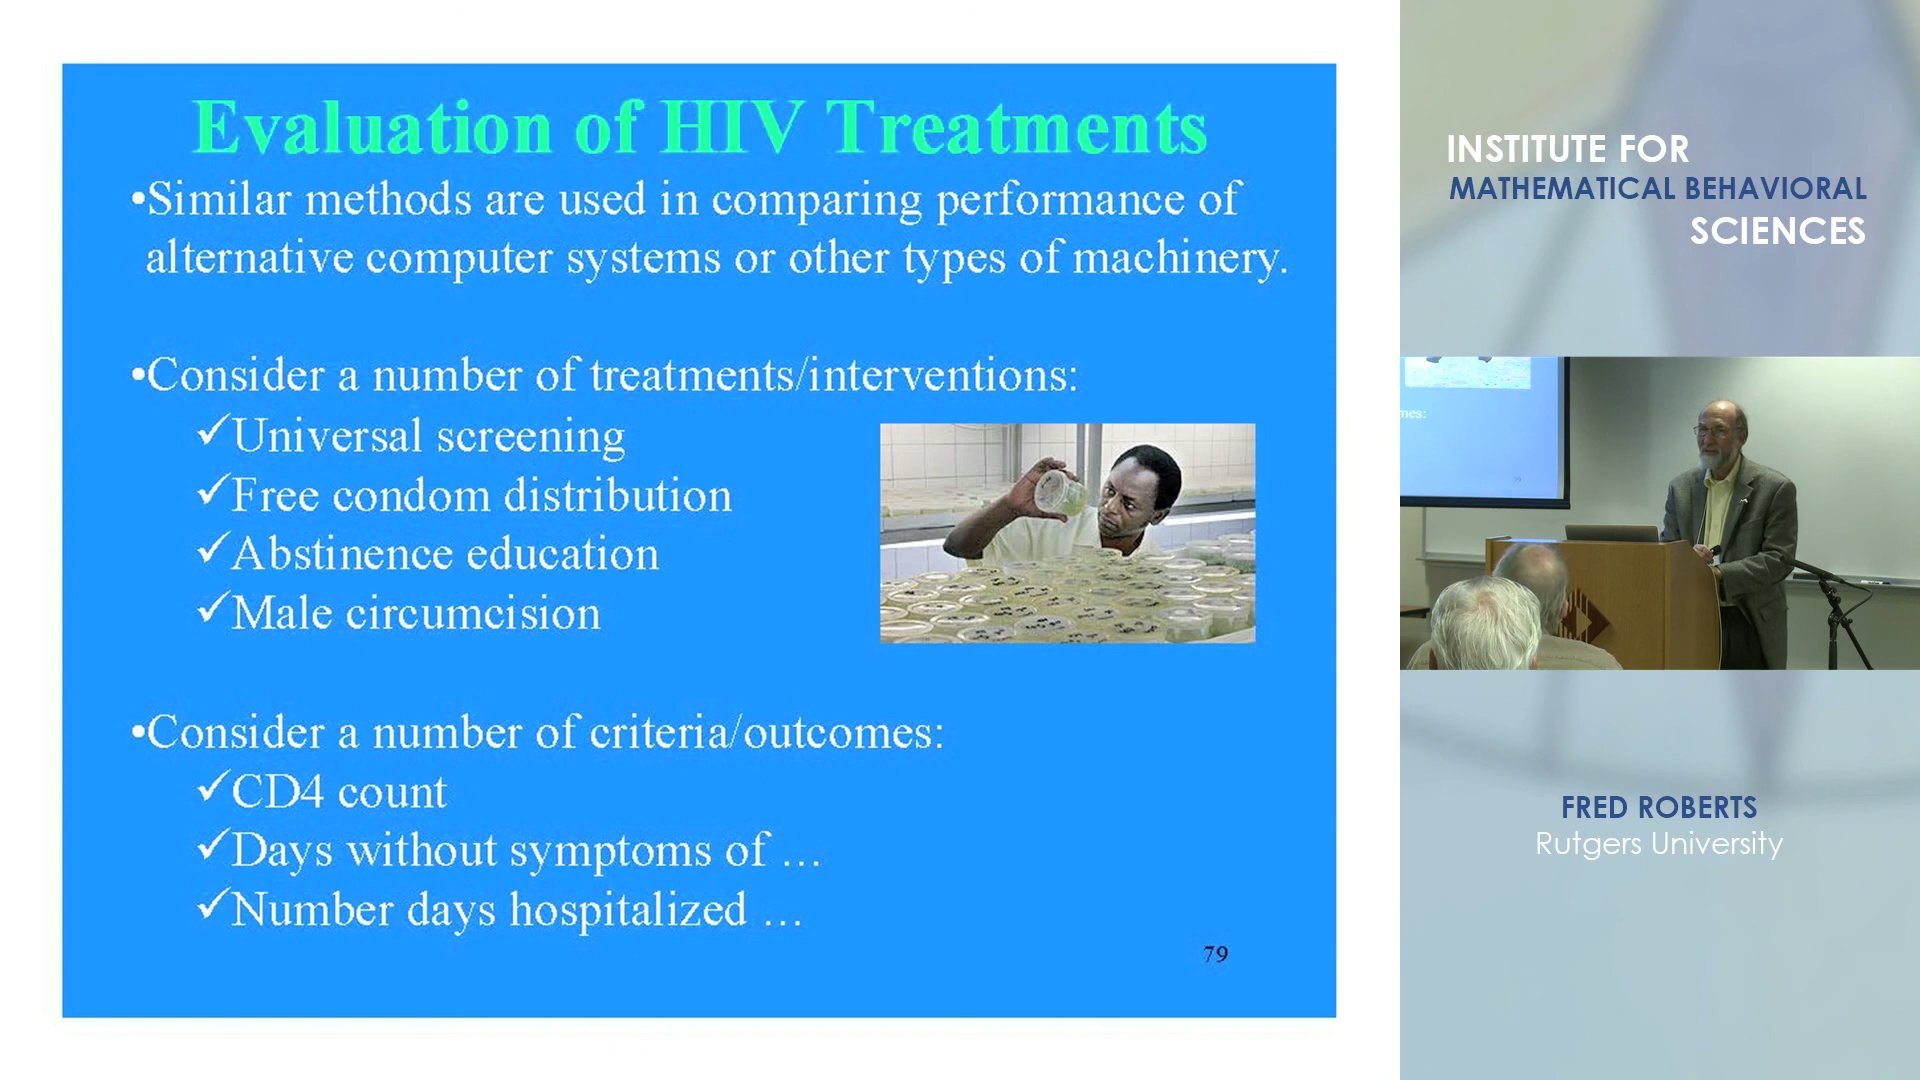 Evaluation of HIV Treatments
•Similar methods are used in comparing performance of
alternative computer systems or other types of machinery.
•Consider a number of treatments/interventions:
✓Universal screening
✓Free condom distribution
✓Abstinence education
✓Male circumcision
•Consider a number of criteria/outcomes:
✓CD4 count
✓Days without symptoms of …
✓Number days hospitalized …
79
INSTITUTE FOR
MATHEMATICAL BEHAVIORAL
SCIENCES
mes:
79
FRED ROBERTS
Rutgers University